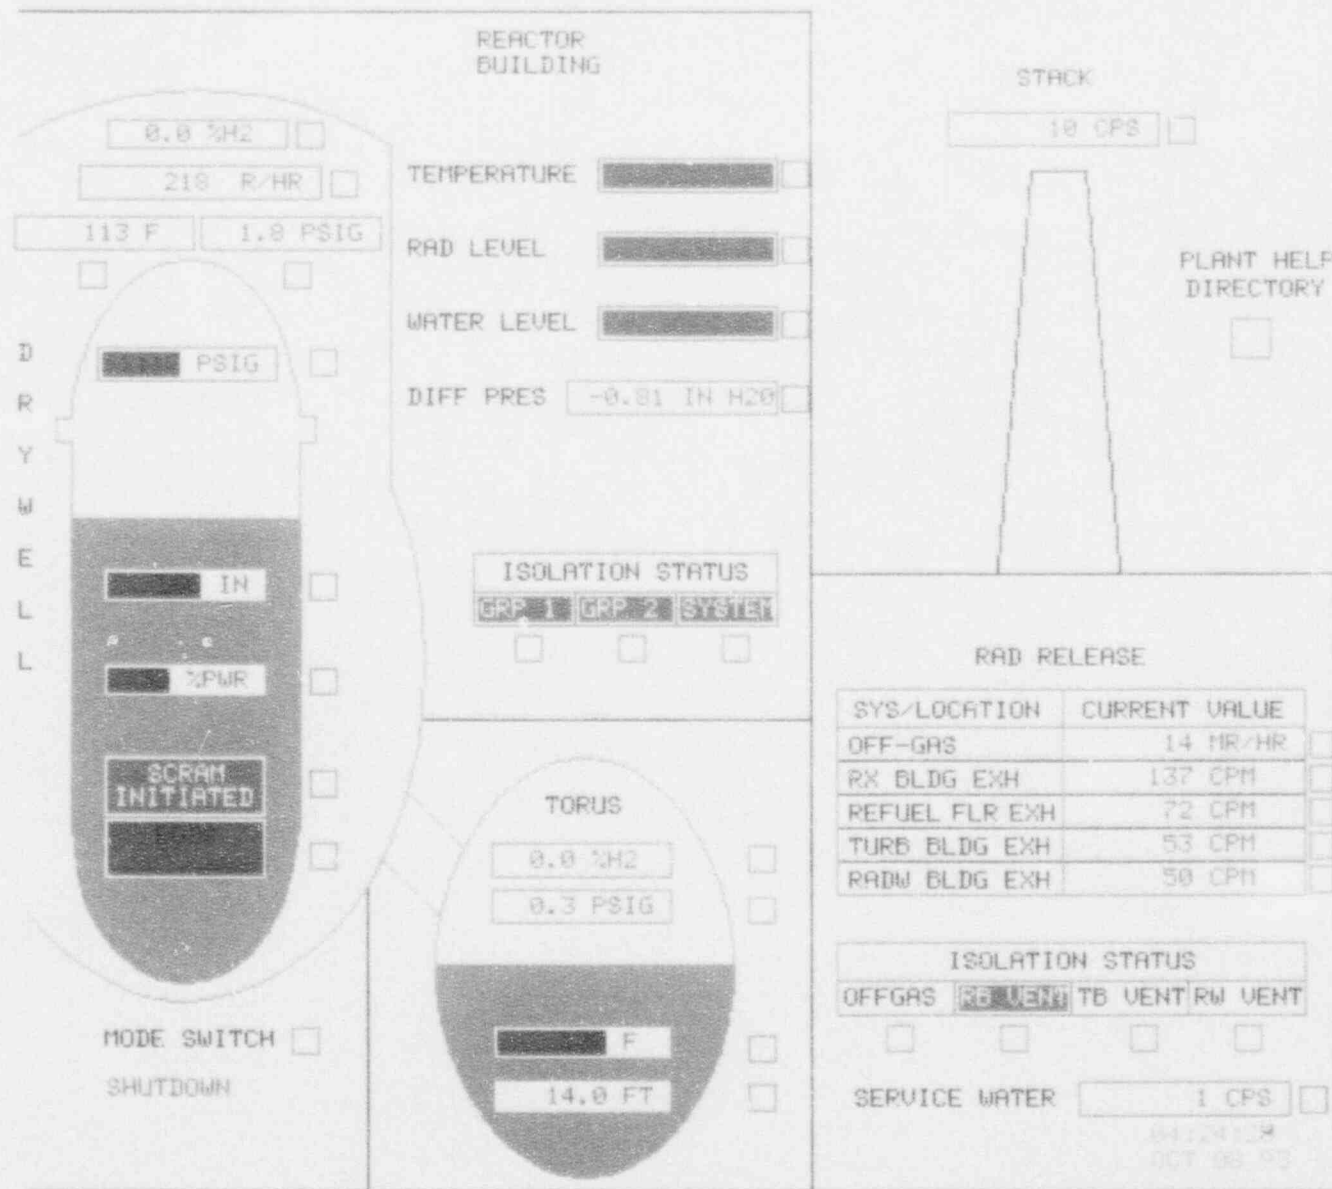 REACTOR
BUILDING
0.0 %H2
218 R/HR
113 F
1.8 PSIG
PSIG
DRYWELL
IN
%PWR
SCRAM
INITIATED
MODE SWITCH
SHUTDOWN
TEMPERATURE
RAD LEVEL
WATER LEVEL
DIFF PRES -0.81 IN H2O
ISOLATION STATUS
GRP 1 GRP 2 SYSTEM
TORUS
0.0 %H2
0.3 PSIG
F
14.0 FT
STACK
10 CPS
PLANT HELP
DIRECTORY
RAD RELEASE
SYS/LOCATION CURRENT VALUE
OFF-GAS 14 MR/HR
RX BLDG EXH 137 CPM
REFUEL FLR EXH 72 CPM
TURB BLDG EXH 53 CPM
RADW BLDG EXH 50 CPM
ISOLATION STATUS
OFFGAS RB VENT TB VENT RW VENT
SERVICE WATER 1 CPS
OCT